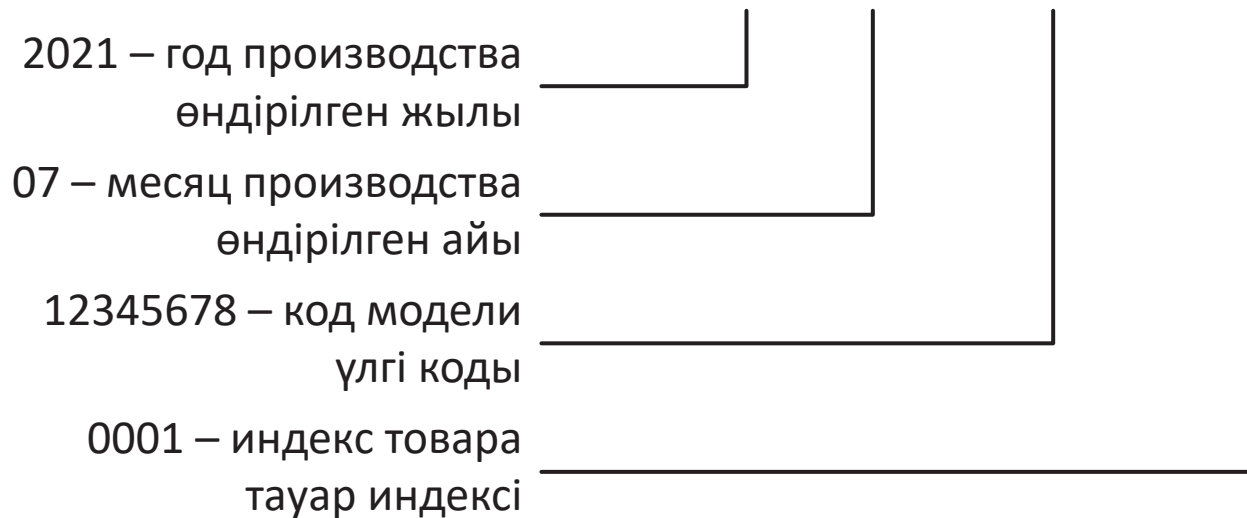 2021 – год производства
өндірілген жылы
07 – месяц производства
өндірілген айы
12345678 – код модели
үлгі коды
0001 – индекс товара
тауар индексі